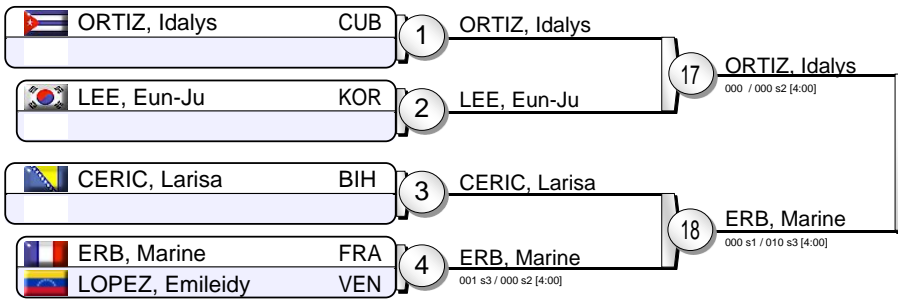 ORTIZ, Idalys CUB
1
ORTIZ, Idalys
17
ORTIZ, Idalys
000 / 000 s2 [4:00]
LEE, Eun-Ju KOR
2
LEE, Eun-Ju
CERIC, Larisa BIH
3
CERIC, Larisa
18
ERB, Marine
000 s1 / 010 s3 [4:00]
ERB, Marine FRA
LOPEZ, Emileidy VEN
4
ERB, Marine
001 s3 / 000 s2 [4:00]